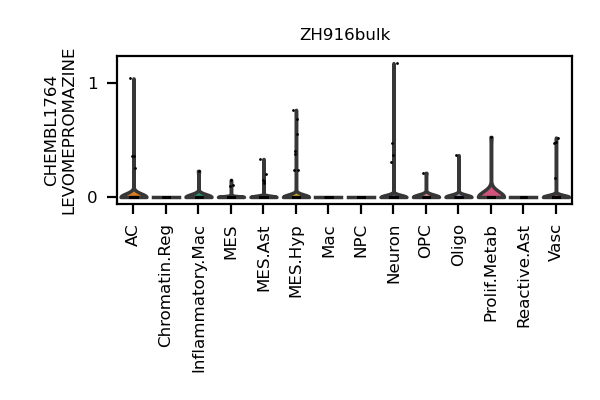 ZH916bulk
CHEMBL1764
LEVOMEPROMAZINE
1
0
AC
Chromatin.Reg
Inflammatory.Mac
MES
MES.Ast
MES.Hyp
Mac
NPC
Neuron
OPC
Oligo
Prolif.Metab
Reactive.Ast
Vasc